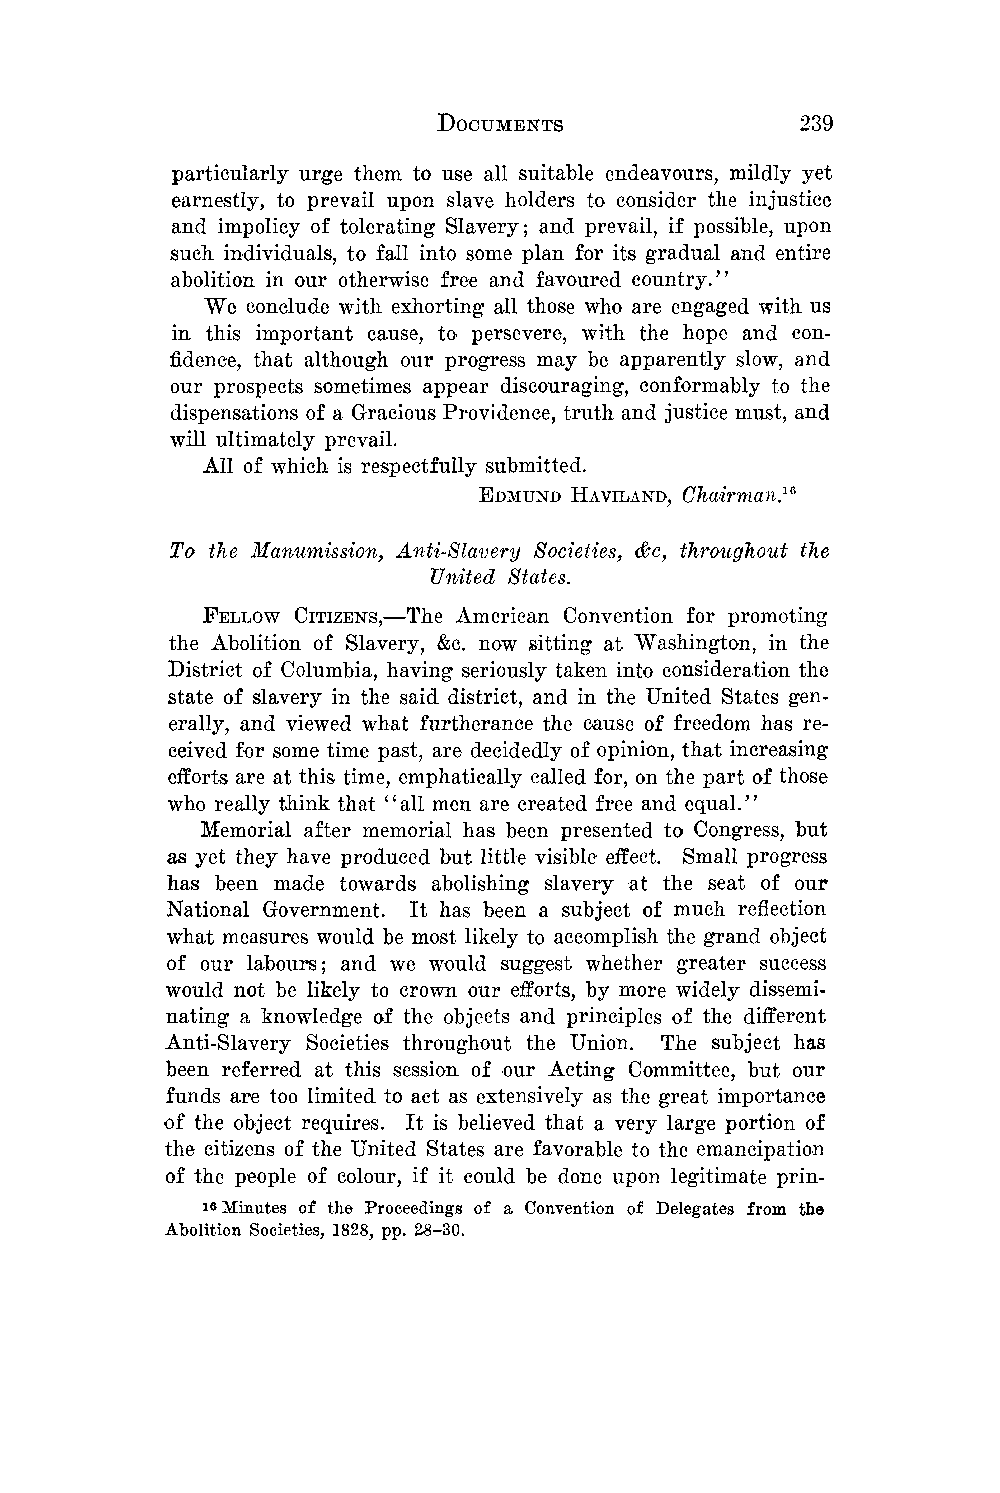 DOCUMENTS 239
particularly urge them to use all suitable endeavours, mildly yet
earnestly, to prevail upon slave holders to consider the injustice
and impolicy of tolerating Slavery; and prevail, if possible, upon
such individuals, to fall into some plan for its gradual and entire
abolition in our otherwise free and favoured country.''
We conclude with exhorting all those who are engaged with us
in this important cause, to persevere, with the hope and con-
fidence, that although our progress may be apparently slow, and
our prospects sometimes appear discouraging, conformably to the
dispensations of a Gracious Providence, truth and justice must, and
will ultimately prevail.
All of which is respectfully submitted.
EDMUND HAVILAND, Chairman.¹⁶
To the Manumission, Anti-Slavery Societies, &c, throughout the
United States.
FELLOW CITIZENS,—The American Convention for promoting
the Abolition of Slavery, &c. now sitting at Washington, in the
District of Columbia, having seriously taken into consideration the
state of slavery in the said district, and in the United States gen-
erally, and viewed what furtherance the cause of freedom has re-
ceived for some time past, are decidedly of opinion, that increasing
efforts are at this time, emphatically called for, on the part of those
who really think that ''all men are created free and equal.''
Memorial after memorial has been presented to Congress, but
as yet they have produced but little visible effect. Small progress
has been made towards abolishing slavery at the seat of our
National Government. It has been a subject of much reflection
what measures would be most likely to accomplish the grand object
of our labours; and we would suggest whether greater success
would not be likely to crown our efforts, by more widely dissemi-
nating a knowledge of the objects and principles of the different
Anti-Slavery Societies throughout the Union. The subject has
been referred at this session of our Acting Committee, but our
funds are too limited to act as extensively as the great importance
of the object requires. It is believed that a very large portion of
the citizens of the United States are favorable to the emancipation
of the people of colour, if it could be done upon legitimate prin-
¹⁶ Minutes of the Proceedings of a Convention of Delegates from the
Abolition Societies, 1828, pp. 28–30.